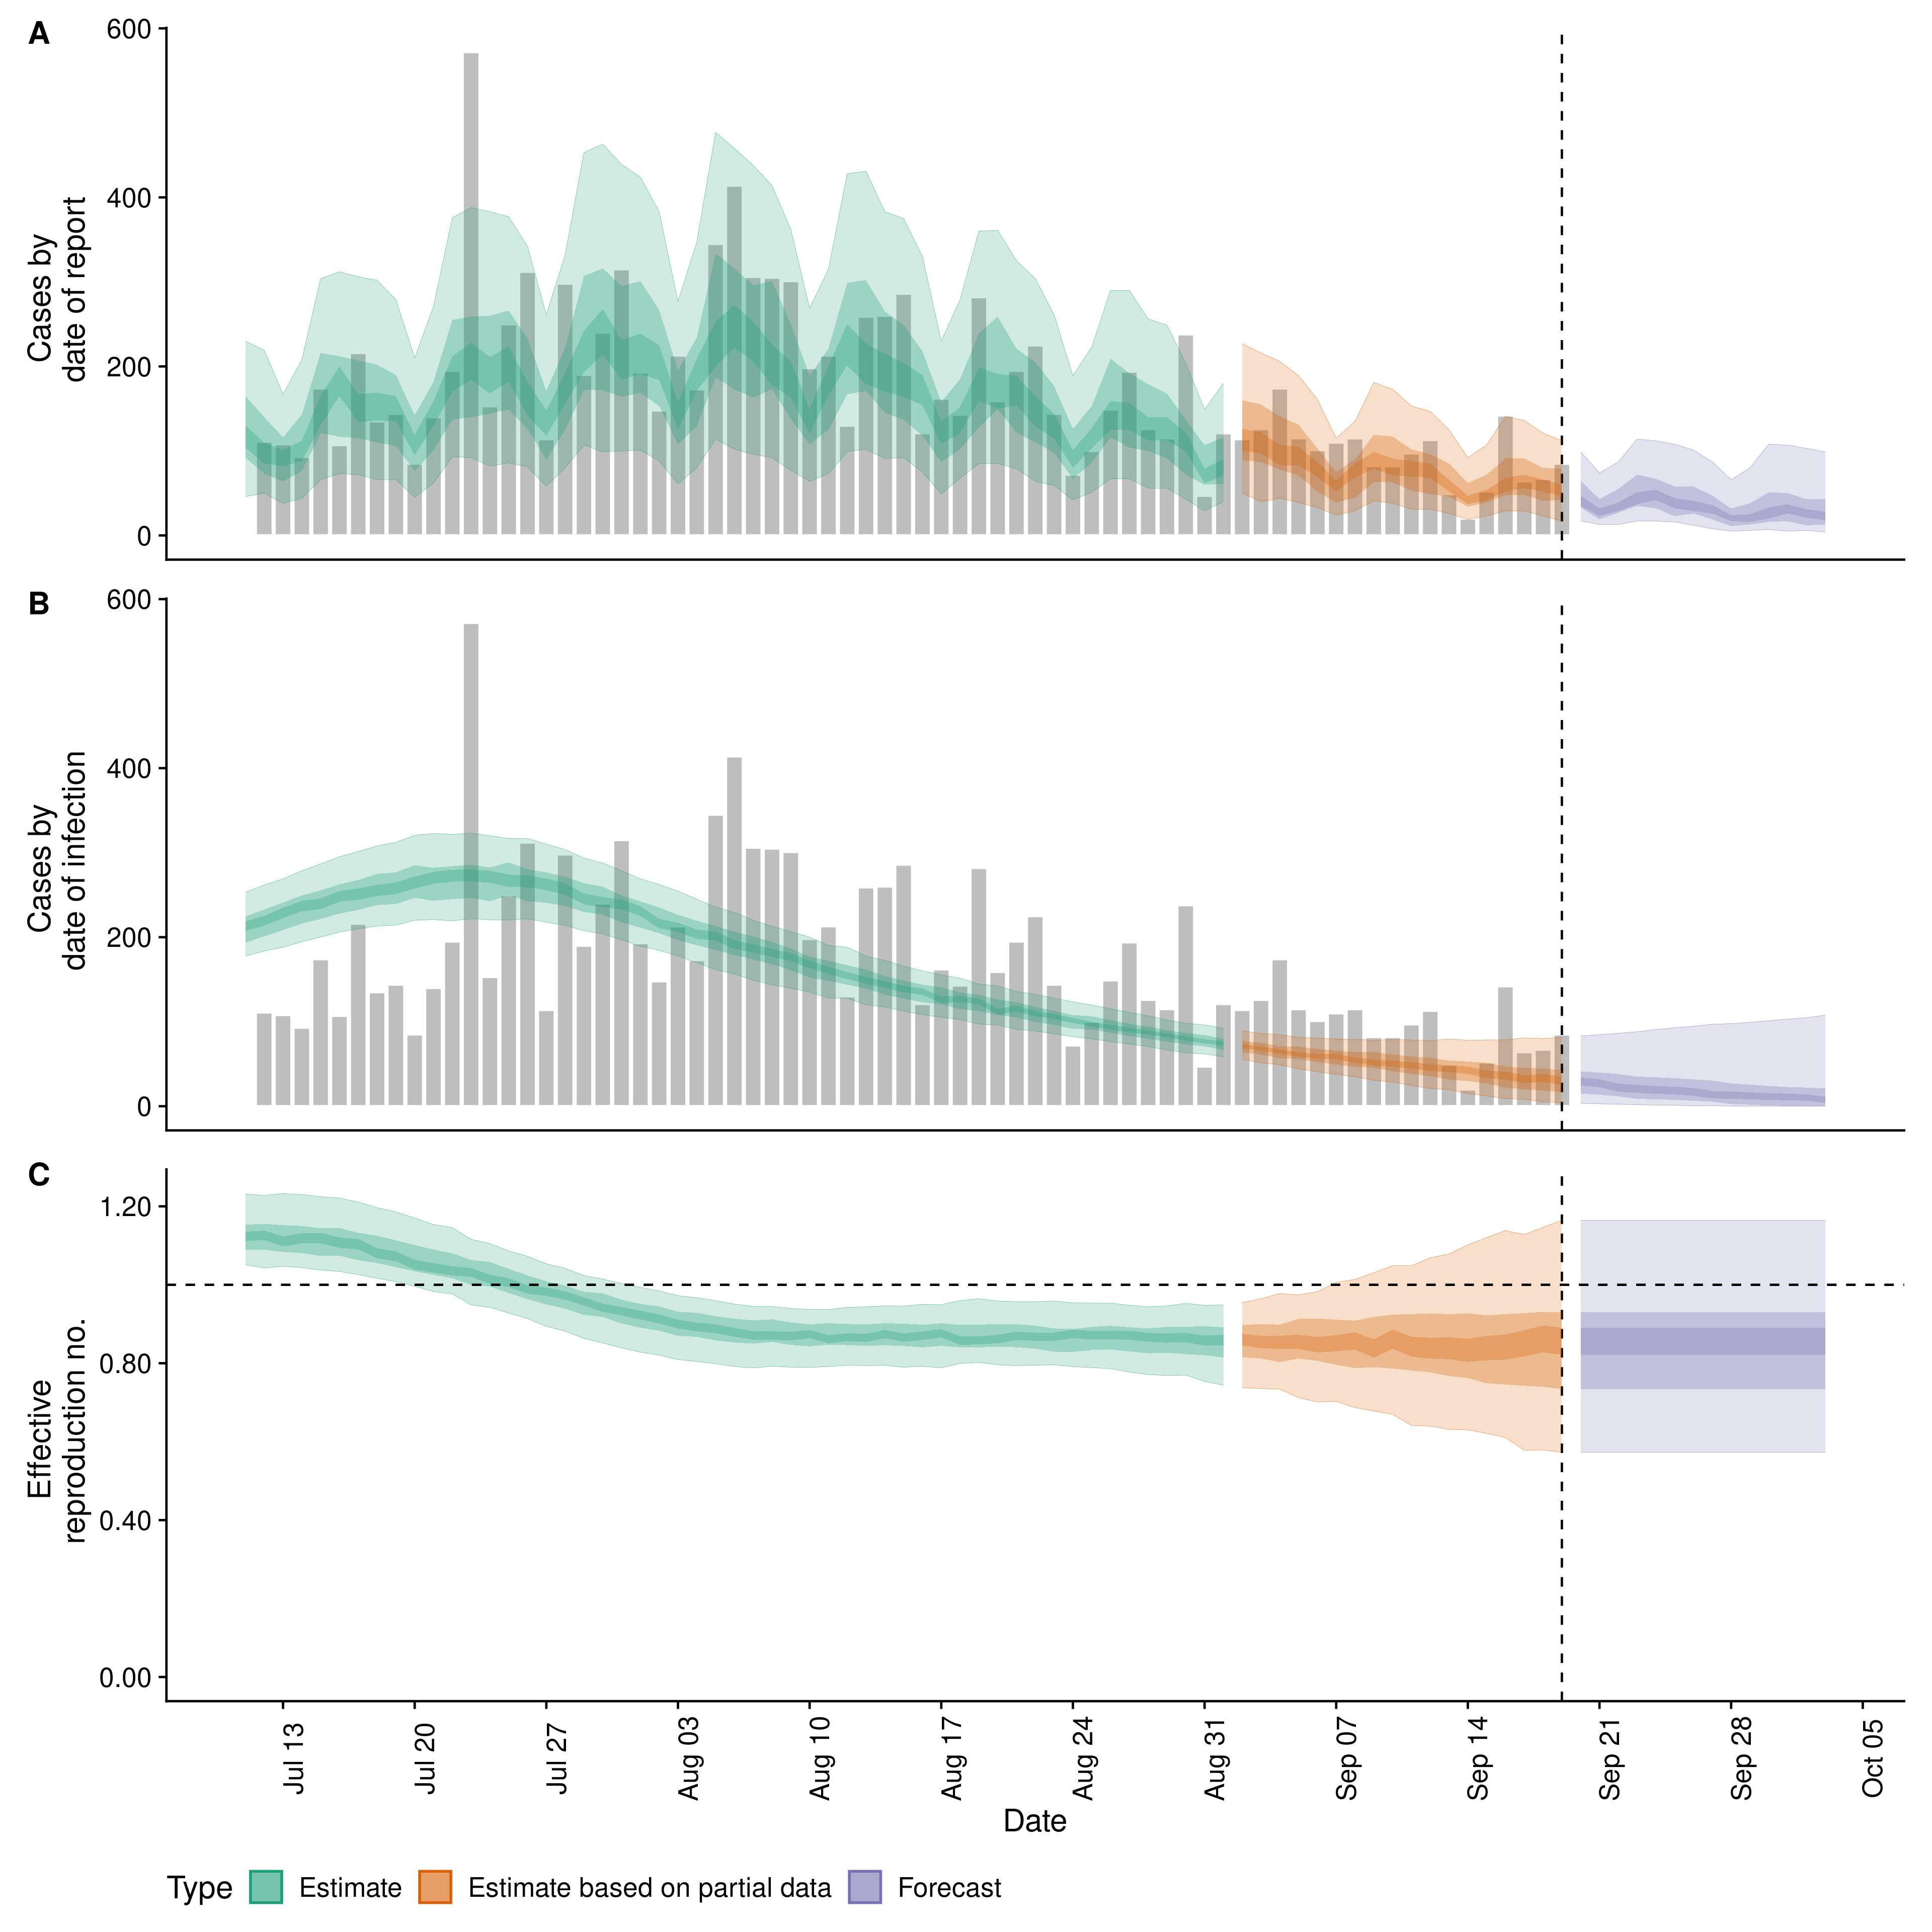 A
600
400
200
0
Cases by
date of report
B
600
400
200
0
Cases by
date of infection
C
1.20
0.80
0.40
0.00
Effective
reproduction no.
Jul 13
Jul 20
Jul 27
Aug 03
Aug 10
Aug 17
Aug 24
Aug 31
Sep 07
Sep 14
Sep 21
Sep 28
Oct 05
Date
Type Estimate Estimate based on partial data Forecast